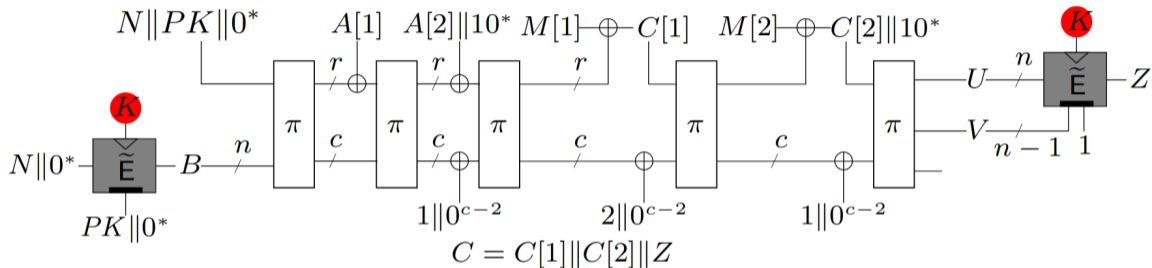 N∥PK∥0* A[1] A[2]∥10* M[1] C[1] M[2] C[2]∥10* K
r r r U n Ẽ Z
K π π π π π
N∥0* Ẽ B n c c c c V n − 1 1
PK∥0* 1∥0^{c−2} 2∥0^{c−2} 1∥0^{c−2}
C = C[1]∥C[2]∥Z